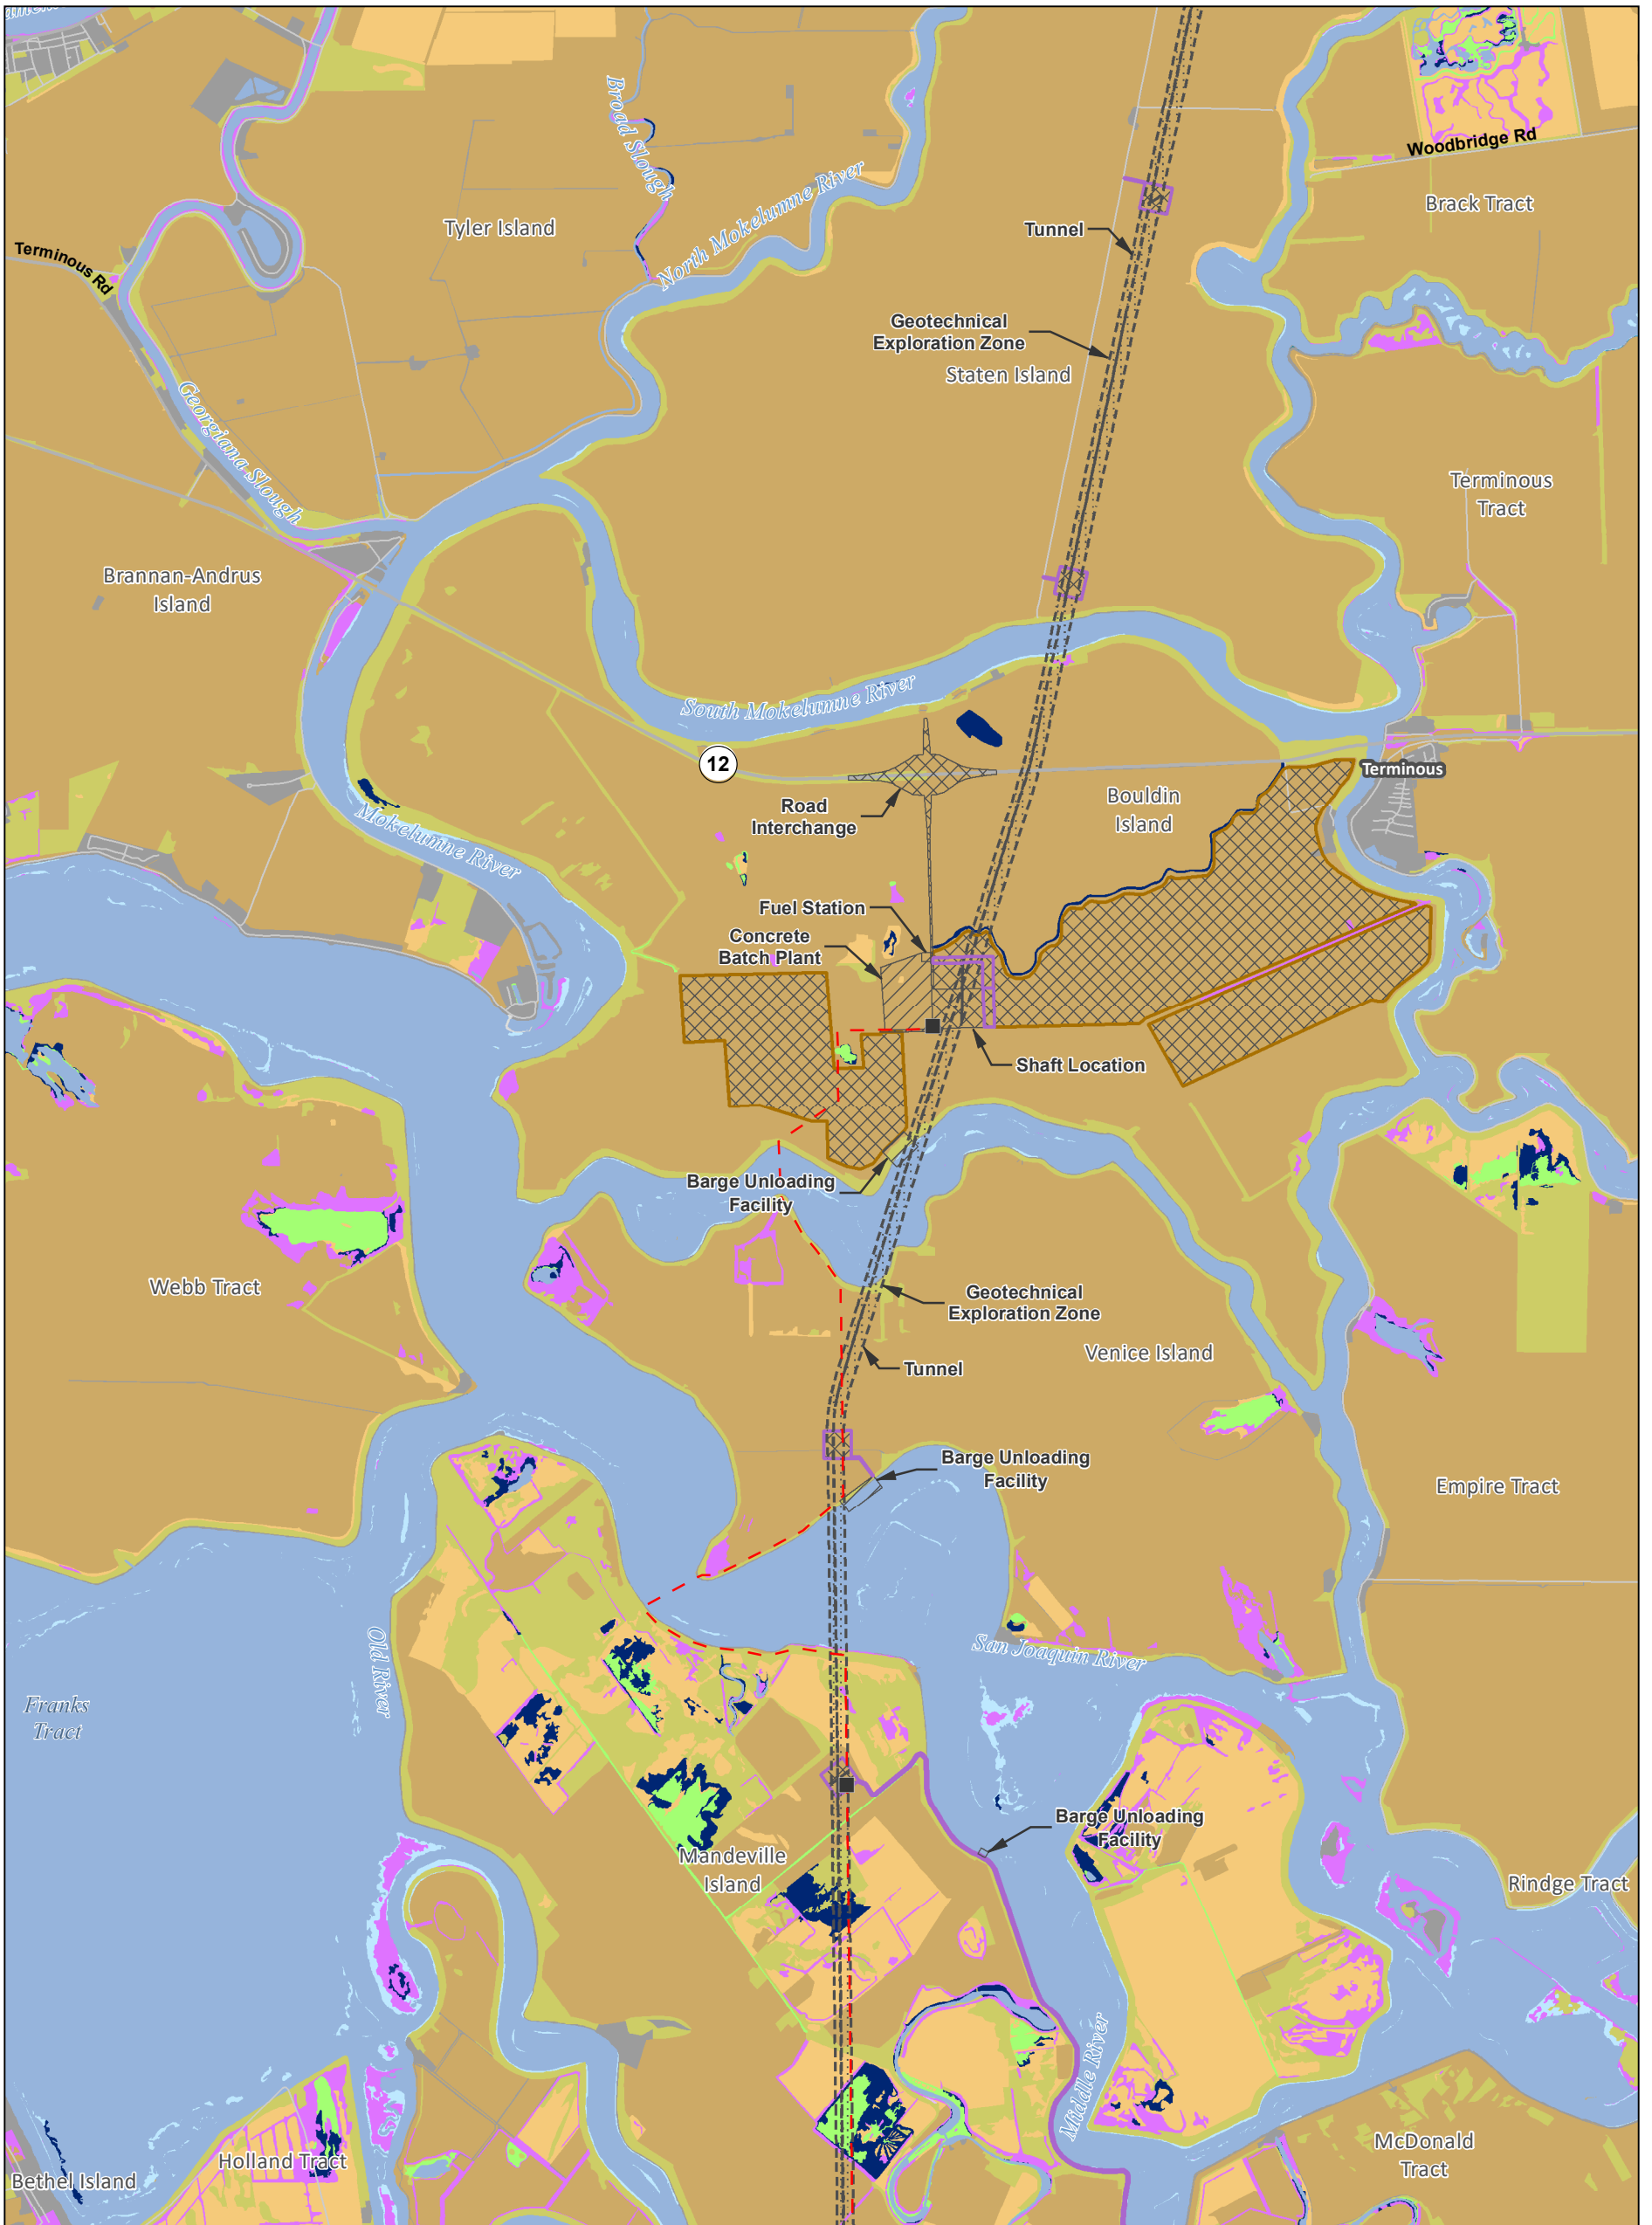 Broad Slough
Woodbridge Rd
North Mokelumne River
Brack Tract
Tyler Island
Tunnel
Terminous Rd
Geotechnical
Exploration Zone
Staten Island
Georgiana Slough
Terminous
Tract
Brannan-Andrus
Island
South Mokelumne River
12
Terminous
Road
Interchange
Bouldin
Island
Mokelumne River
Fuel Station
Concrete
Batch Plant
Shaft Location
Barge Unloading
Facility
Webb Tract
Geotechnical
Exploration Zone
Venice Island
Tunnel
Barge Unloading
Facility
Empire Tract
Old River
San Joaquin River
Franks
Tract
Barge Unloading
Facility
Mandeville
Island
Rindge Tract
Middle River
McDonald
Tract
Holland Tract
Bethel Island